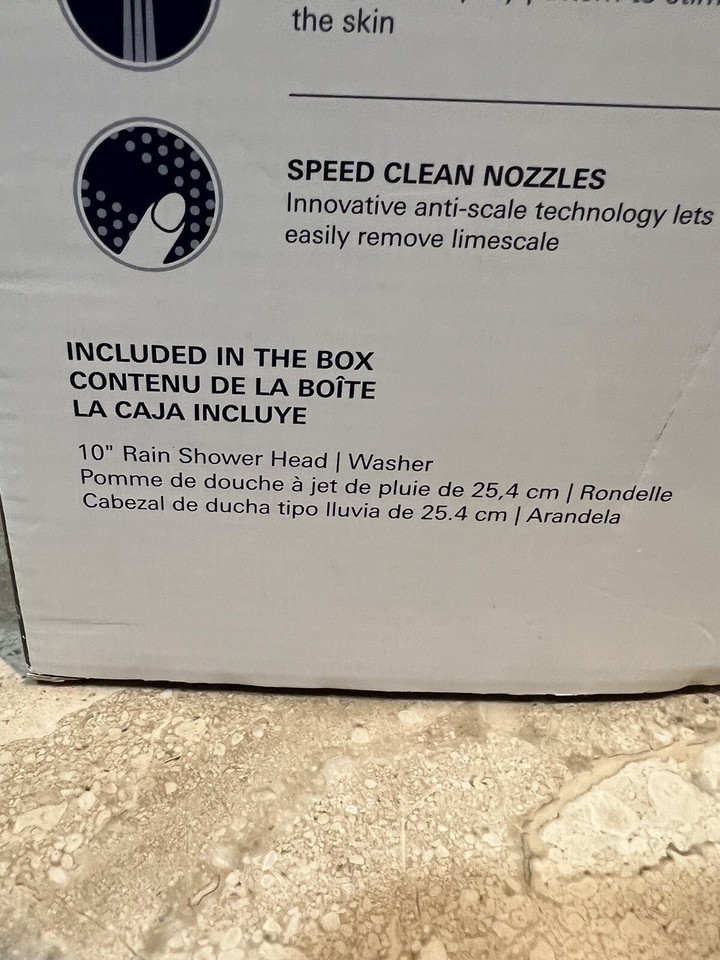 the skin
SPEED CLEAN NOZZLES
Innovative anti-scale technology lets
easily remove limescale
INCLUDED IN THE BOX
CONTENU DE LA BOÎTE
LA CAJA INCLUYE
10" Rain Shower Head | Washer
Pomme de douche à jet de pluie de 25,4 cm | Rondelle
Cabezal de ducha tipo lluvia de 25.4 cm | Arandela